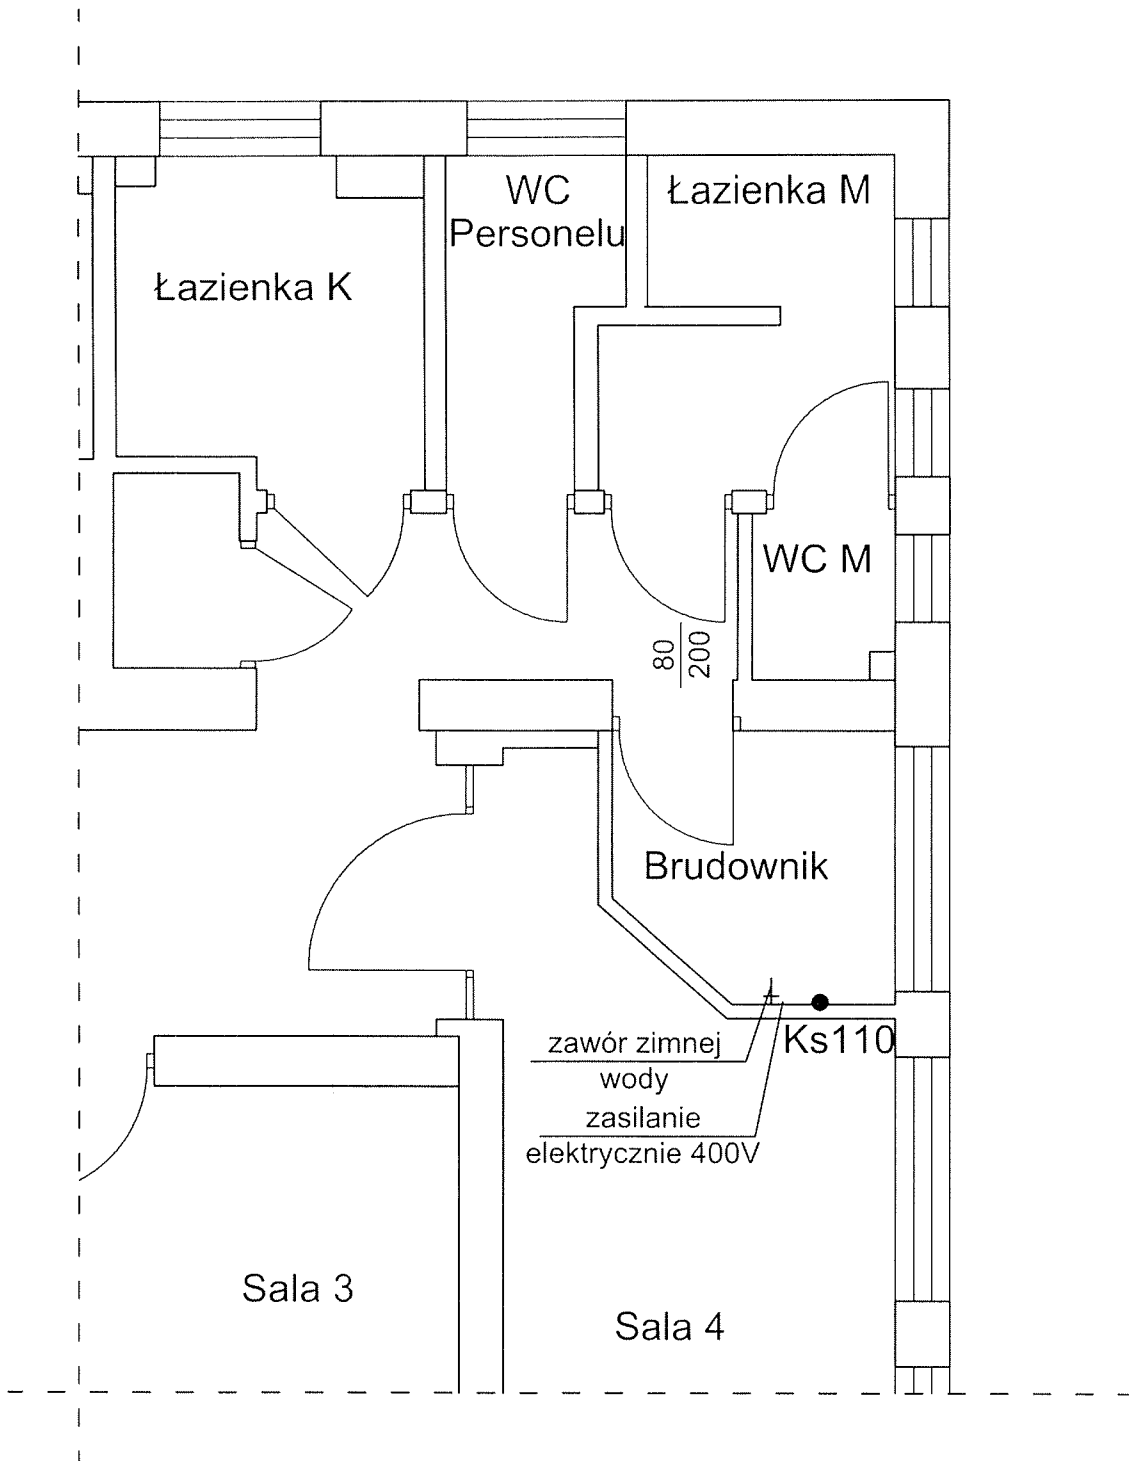 WC
Personelu
Łazienka M
Łazienka K
WC M
80
200
Brudownik
zawór zimnej
wody
Ks110
zasilanie
elektrycznie 400V
Sala 3
Sala 4